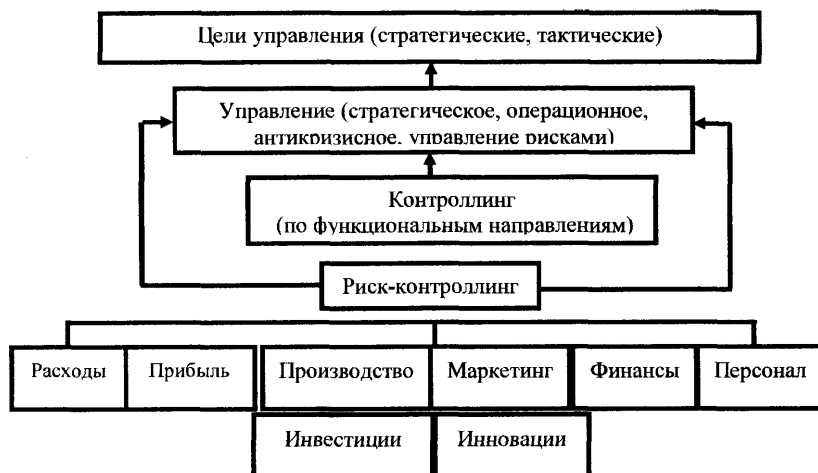 Цели управления (стратегические, тактические)
Управление (стратегическое, операционное,
антикризисное, управление рисками)
Контроллинг
(по функциональным направлениям)
Риск-контроллинг
Расходы
Прибыль
Производство
Маркетинг
Финансы
Персонал
Инвестиции
Инновации